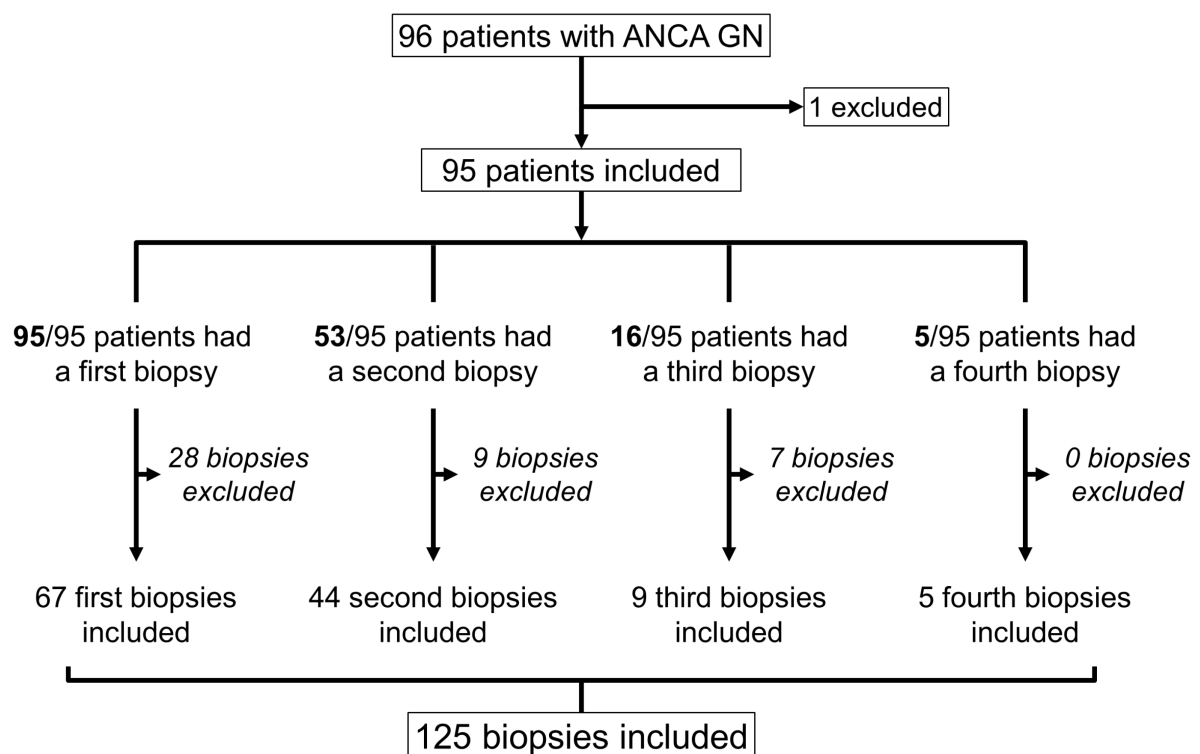 96 patients with ANCA GN
1 excluded
95 patients included
95/95 patients had
a first biopsy
53/95 patients had
a second biopsy
16/95 patients had
a third biopsy
5/95 patients had
a fourth biopsy
28 biopsies
excluded
9 biopsies
excluded
7 biopsies
excluded
0 biopsies
excluded
67 first biopsies
included
44 second biopsies
included
9 third biopsies
included
5 fourth biopsies
included
125 biopsies included